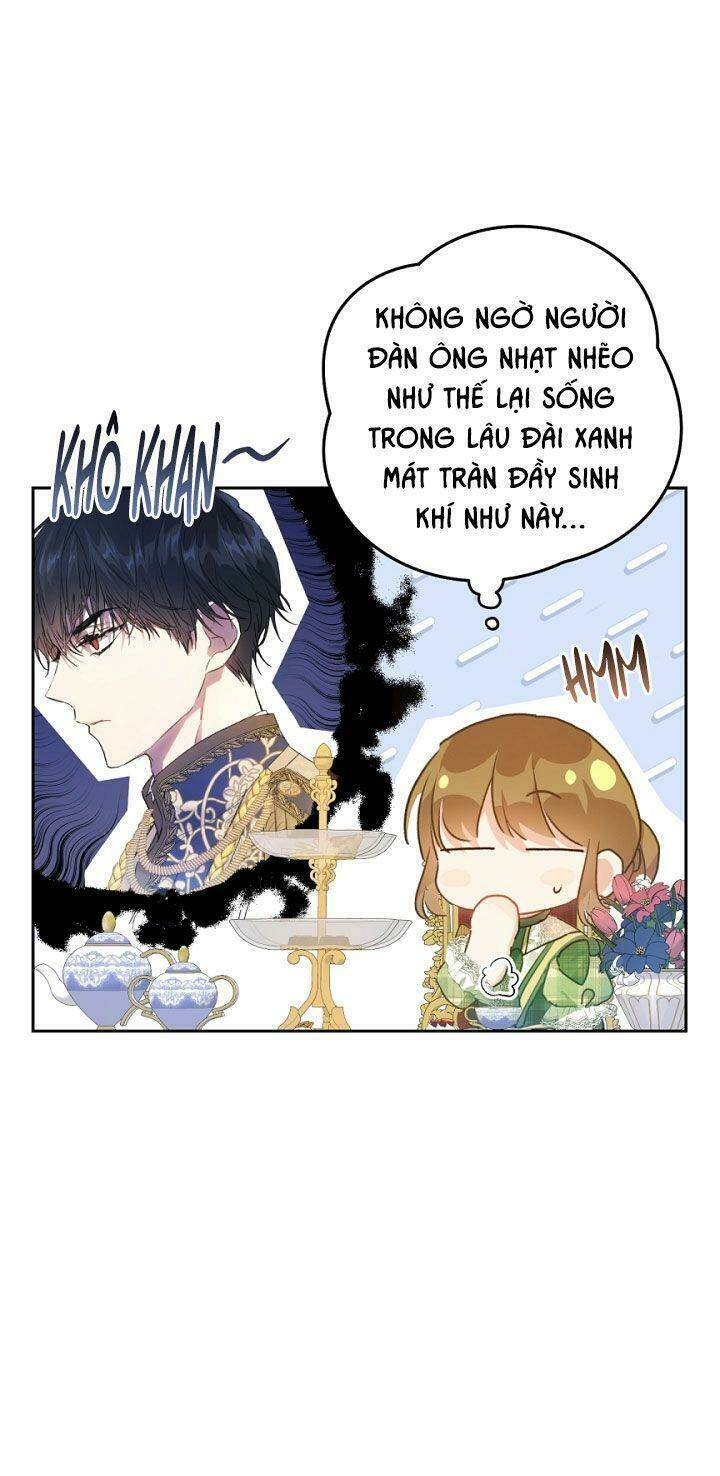 KHÔNG NGỜ NGƯỜI
ĐÀN ÔNG NHẠT NHẼO
NHƯ THẾ LẠI SỐNG
TRONG LÂU ĐÀI XANH
MÁT TRÀN ĐẦY SINH
KHÍ NHƯ NÀY...
KHÔ KHAN~
HMM